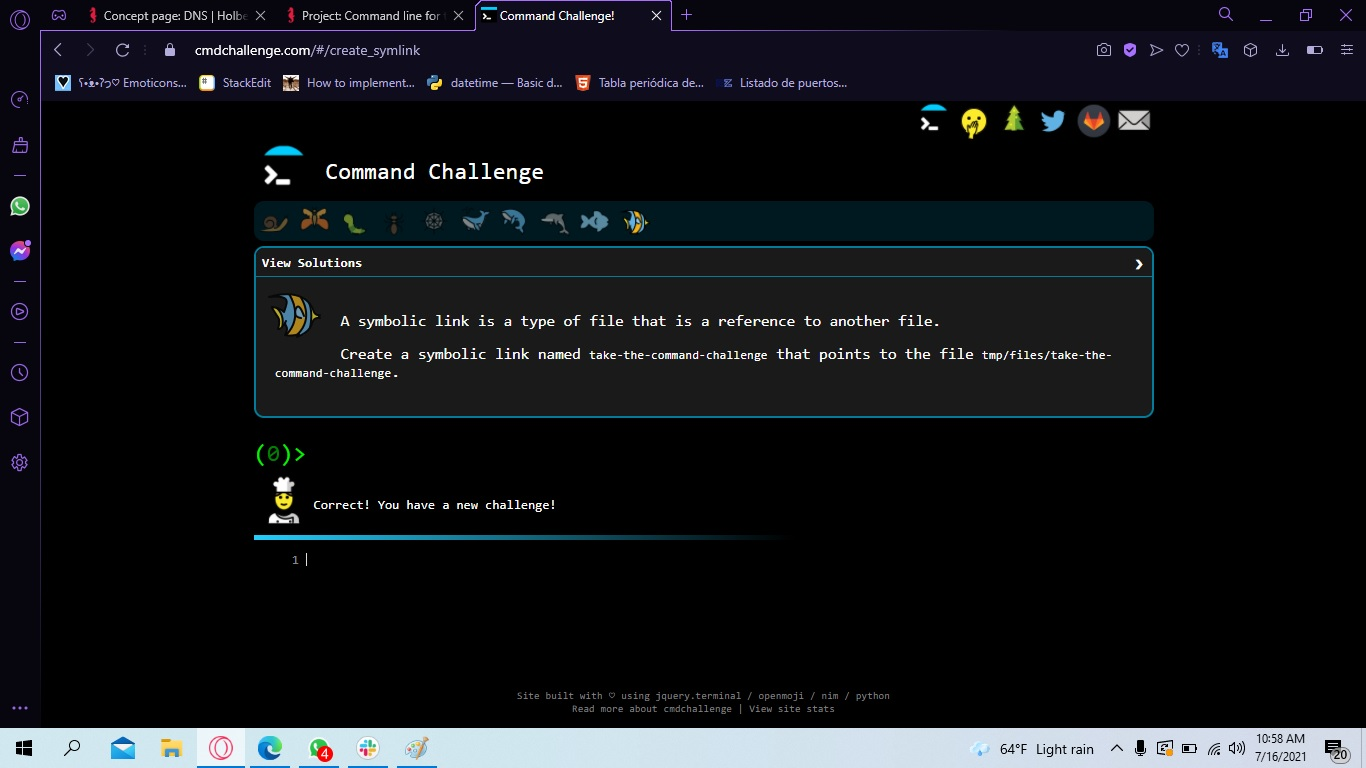 Concept page: DNS | Holbe
Project: Command line for t
Command Challenge!
cmdchallenge.com/#/create_symlink
Emoticons...
StackEdit
How to implement...
datetime — Basic d...
Tabla periódica de...
Listado de puertos...
Command Challenge
View Solutions
A symbolic link is a type of file that is a reference to another file.
Create a symbolic link named take-the-command-challenge that points to the file tmp/files/take-the-
command-challenge.
(0)>
Correct! You have a new challenge!
1
Site built with ♡ using jquery.terminal / openmoji / nim / python
Read more about cmdchallenge | View site stats
4
64°F Light rain
10:58 AM
7/16/2021
20